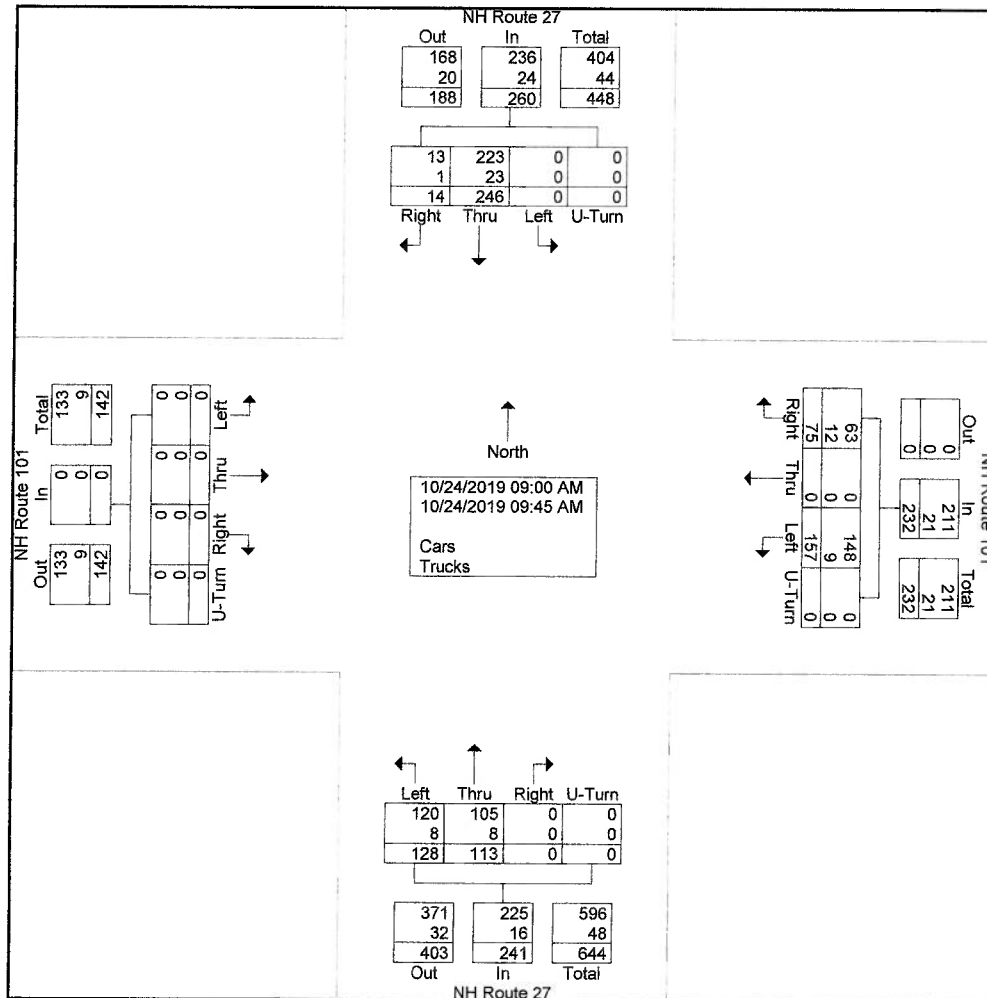 NH Route 27
Out In Total
168 236 404
20 24 44
188 260 448
13 223 0 0
1 23 0 0
14 246 0 0
Right Thru Left U-Turn
NH Route 101
Total In Out
133 0 133
9 0 9
142 0 142
Left Thru Right U-Turn
0 0 0 0
0 0 0 0
0 0 0 0
North
10/24/2019 09:00 AM
10/24/2019 09:45 AM
Cars
Trucks
Right Thru Left U-Turn
63 0 148 0
12 0 9 0
75 0 157 0
Out In Total
0 211 211
0 21 21
0 232 232
NH Route 101
Left Thru Right U-Turn
120 105 0 0
8 8 0 0
128 113 0 0
371 225 596
32 16 48
403 241 644
Out In Total
NH Route 27